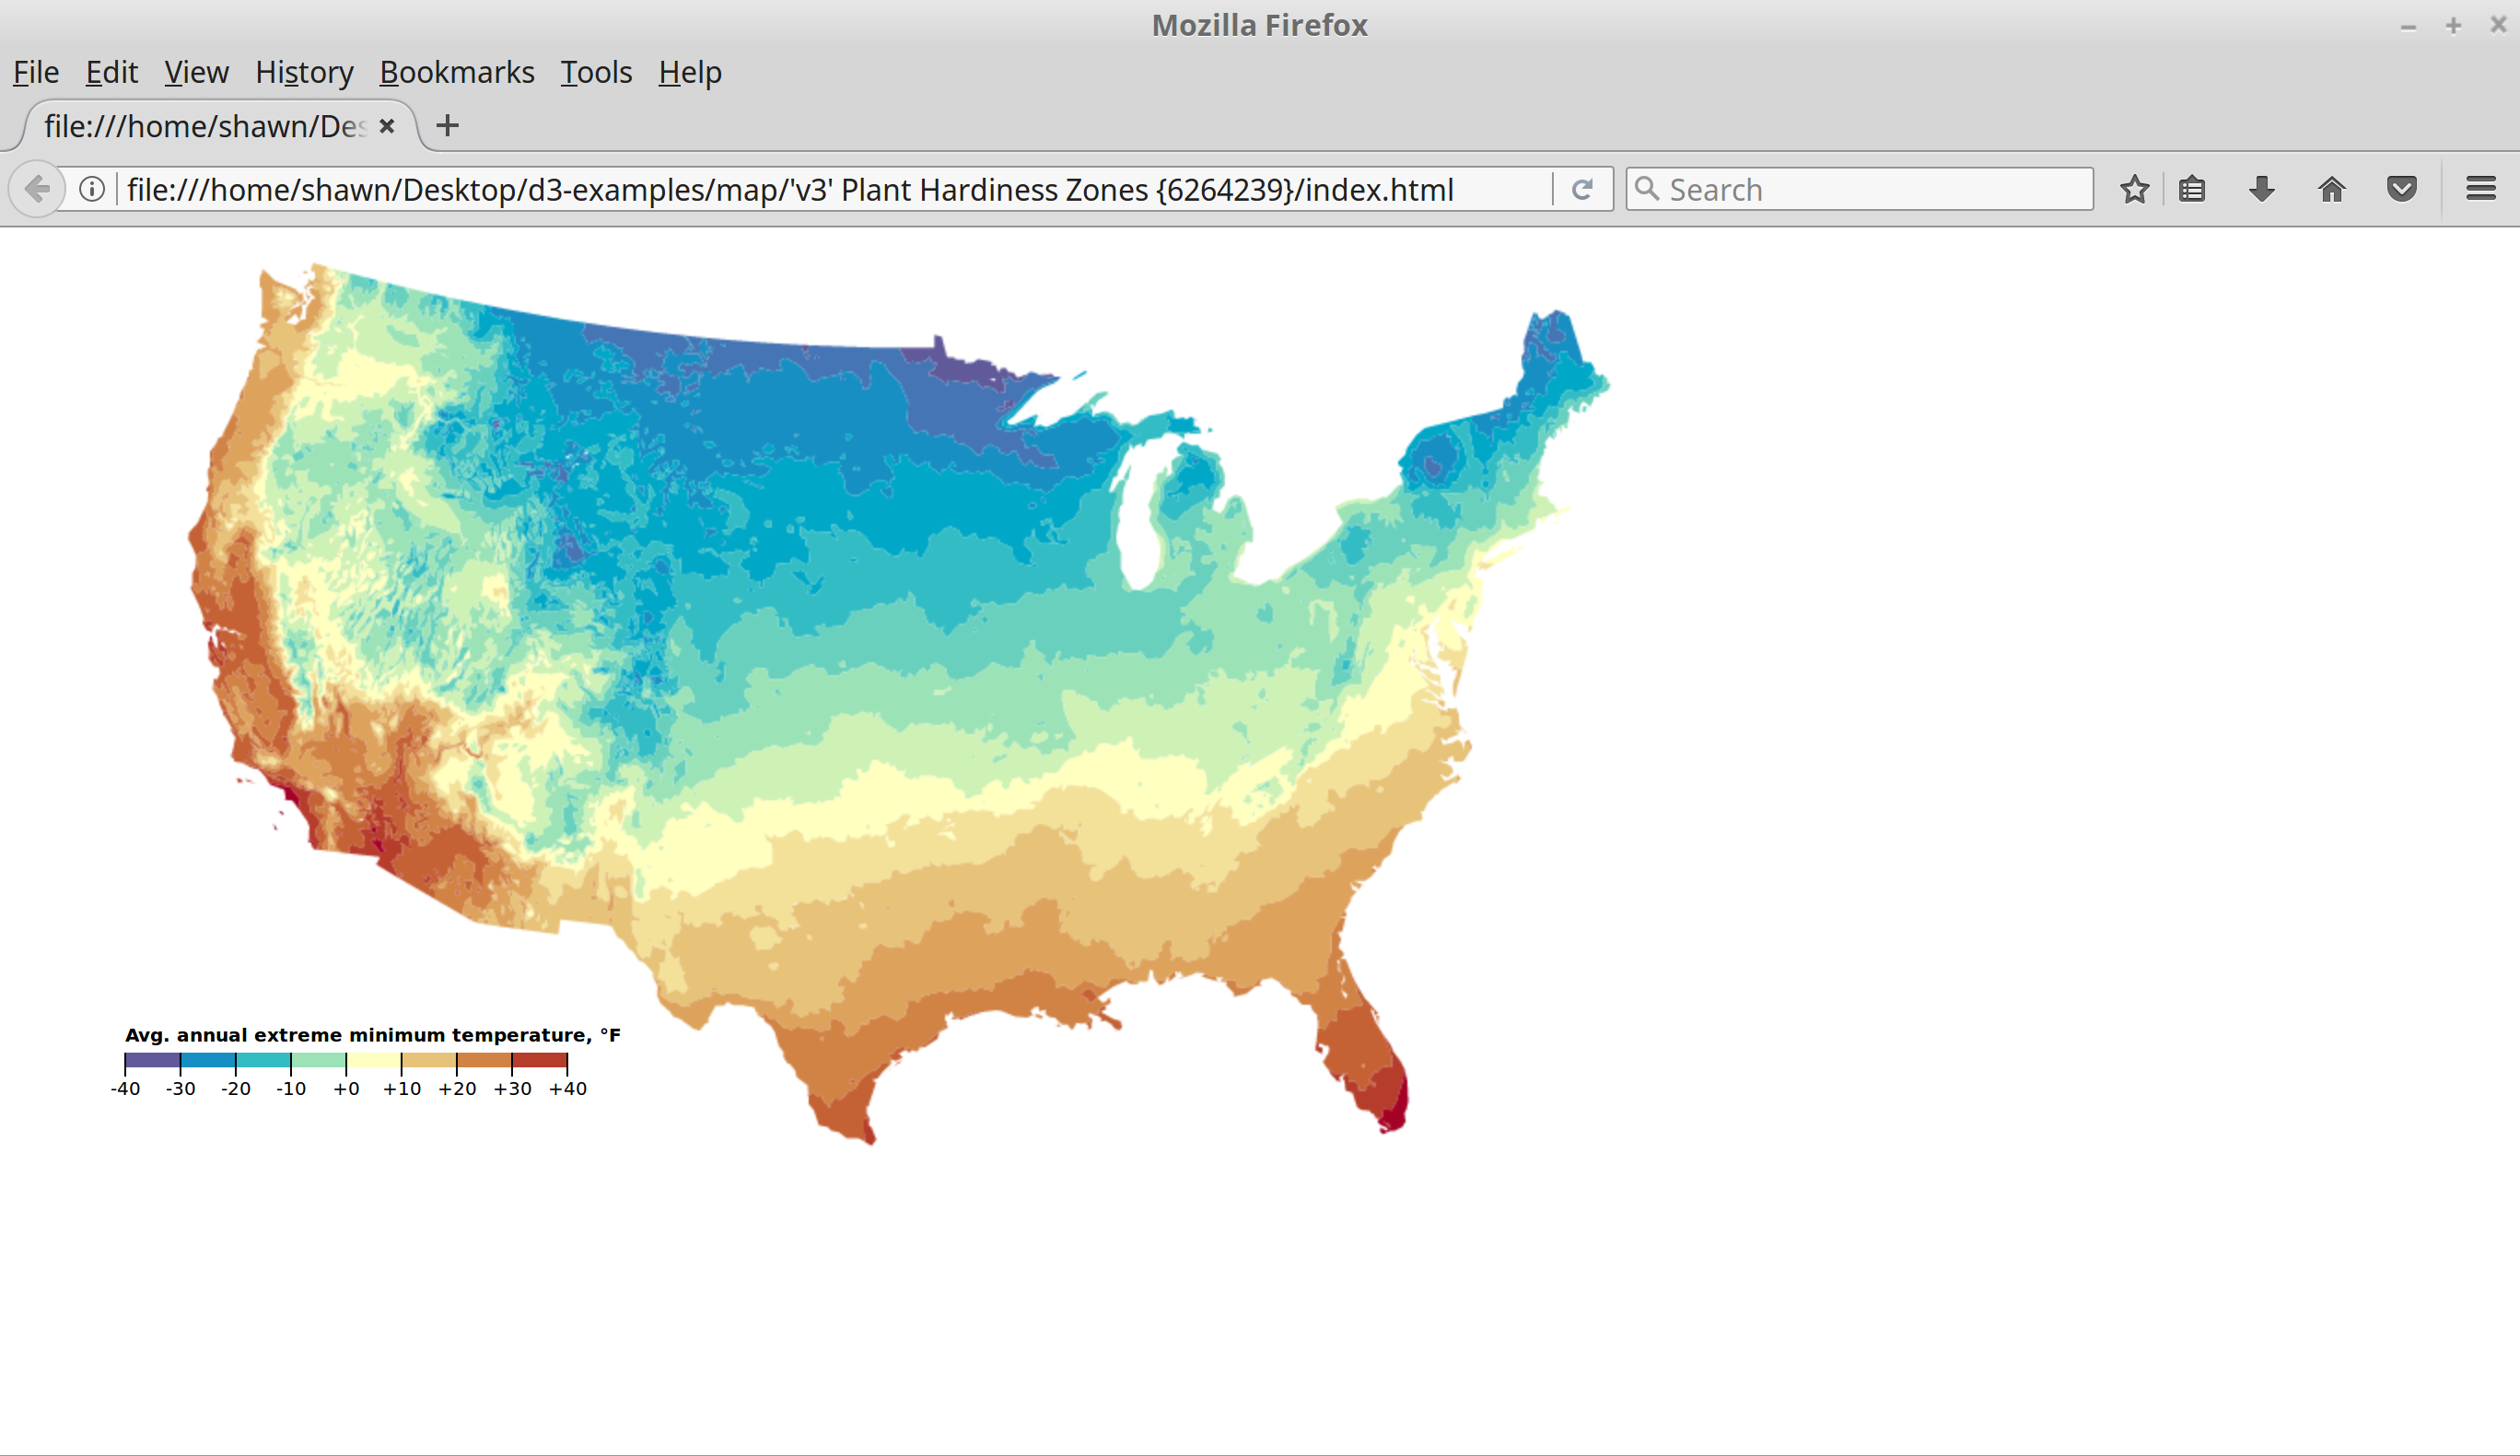 Mozilla Firefox
File Edit View History Bookmarks Tools Help
file:///home/shawn/Des
file:///home/shawn/Desktop/d3-examples/map/'v3' Plant Hardiness Zones {6264239}/index.html Search
Avg. annual extreme minimum temperature, °F
-40 -30 -20 -10 +0 +10 +20 +30 +40